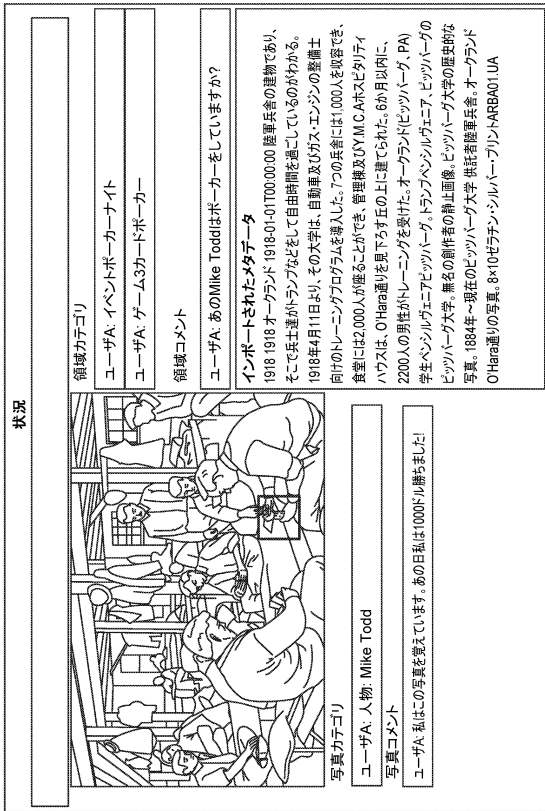 状況
領域カテゴリ
ユーザA: イベントポーカーナイト
ユーザA: ゲーム3カードポーカー
領域コメント
ユーザA: あのMike Toddはポーカーをしていますか?
インポートされたメタデータ
1918 1918 オークランド 1918-01-01T00:00:00 陸軍兵舎の建物であり、
そこで兵士達がトランプなどをして自由時間を過ごしているのがわかる。
1918年4月11日より、その大学は、自動車及びガス・エンジンの整備士
向けのトレーニングプログラムを導入した。7つの兵舎には1,000人を収容でき、
食堂には2,000人が座ることができ、管理棟及びY.M.C.Aホスピタリティ
ハウスは、O'Hara通りを見下ろす丘の上に建てられた。6か月以内に、
2200人の男性がトレーニングを受けた。オークランド(ピッツバーグ、PA)
学生ペンシルヴェニアピッツバーグ。トランプペンシルヴェニア、ピッツバーグの
ピッツバーグ大学。無名の創作者の静止画像。ピッツバーグ大学の歴史的な
写真。1884年～現在のピッツバーグ大学 供託者陸軍兵舎。オークランド
O'Hara通りの写真。8×10ゼラチン・シルバー・プリントARBA01.UA
写真カテゴリ
ユーザA: 人物: Mike Todd
写真コメント
ユーザA: 私はこの写真を覚えています。あの日私は1000ドル勝ちました!